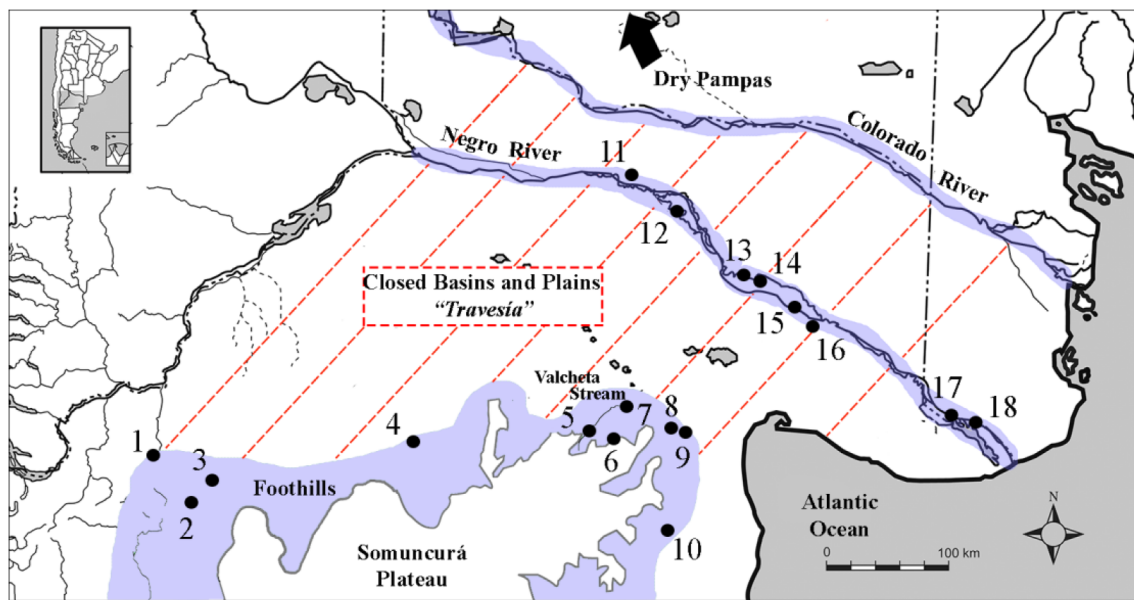 Dry Pampas
Colorado
River
Negro River
11
12
13
14
15
16
17
18
Closed Basins and Plains
“Travesía”
Valcheta
Stream
1
2
3
4
5
6
7
8
9
10
Foothills
Somuncurá
Plateau
Atlantic
Ocean
N
0
100 km